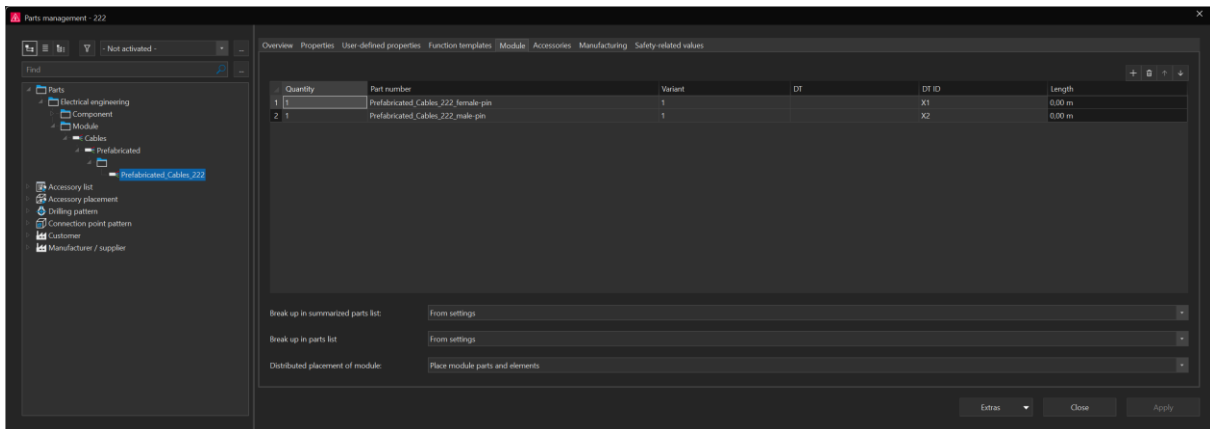 Parts management - 222
- Not activated -
...
Find
...
Parts
Electrical engineering
Component
Module
Cables
Prefabricated
Prefabricated_Cables_222
Accessory list
Accessory placement
Drilling pattern
Connection point pattern
Customer
Manufacturer / supplier
Overview Properties User-defined properties Function templates Module Accessories Manufacturing Safety-related values
Quantity Part number Variant DT DT ID Length
1 1 Prefabricated_Cables_222_female-pin 1 X1 0,00 m
2 1 Prefabricated_Cables_222_male-pin 1 X2 0,00 m
Break up in summarized parts list: From settings
Break up in parts list From settings
Distributed placement of module: Place module parts and elements
Extras Close Apply